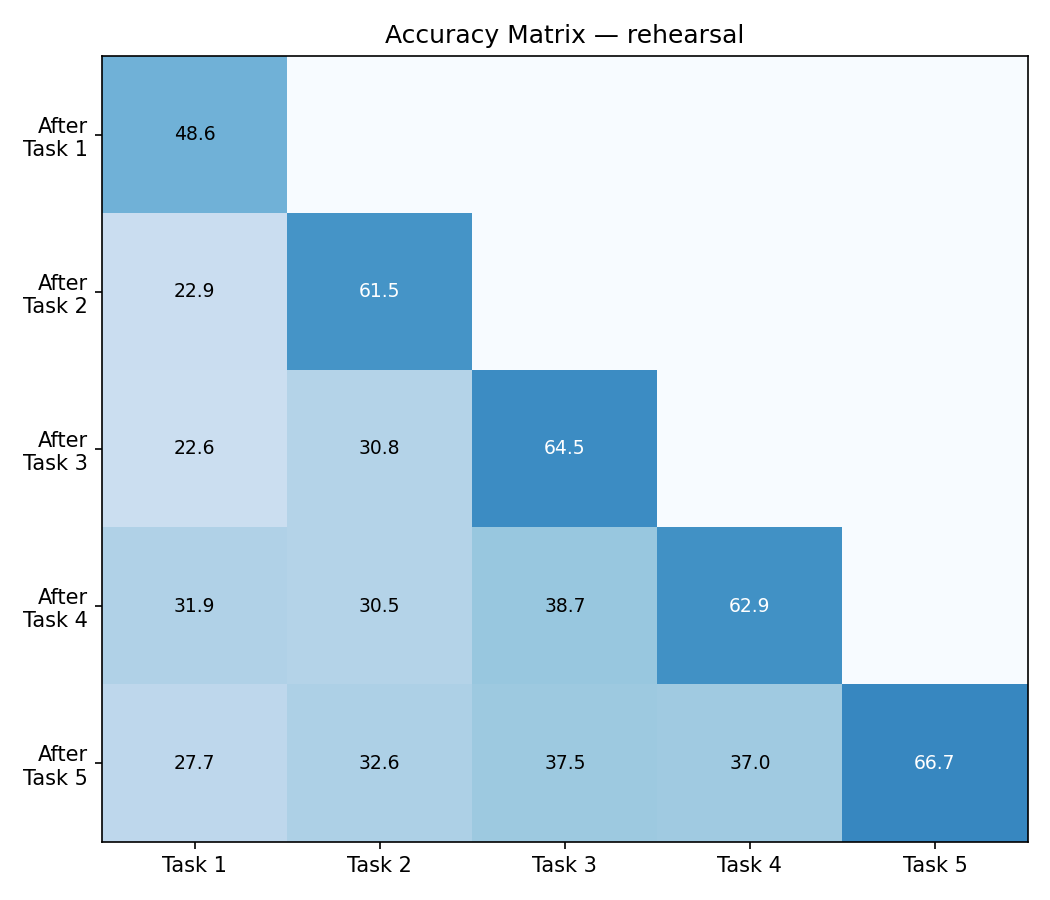 Accuracy Matrix — rehearsal
After
Task 1
48.6
After
Task 2
22.9 61.5
After
Task 3
22.6 30.8 64.5
After
Task 4
31.9 30.5 38.7 62.9
After
Task 5
27.7 32.6 37.5 37.0 66.7
Task 1 Task 2 Task 3 Task 4 Task 5